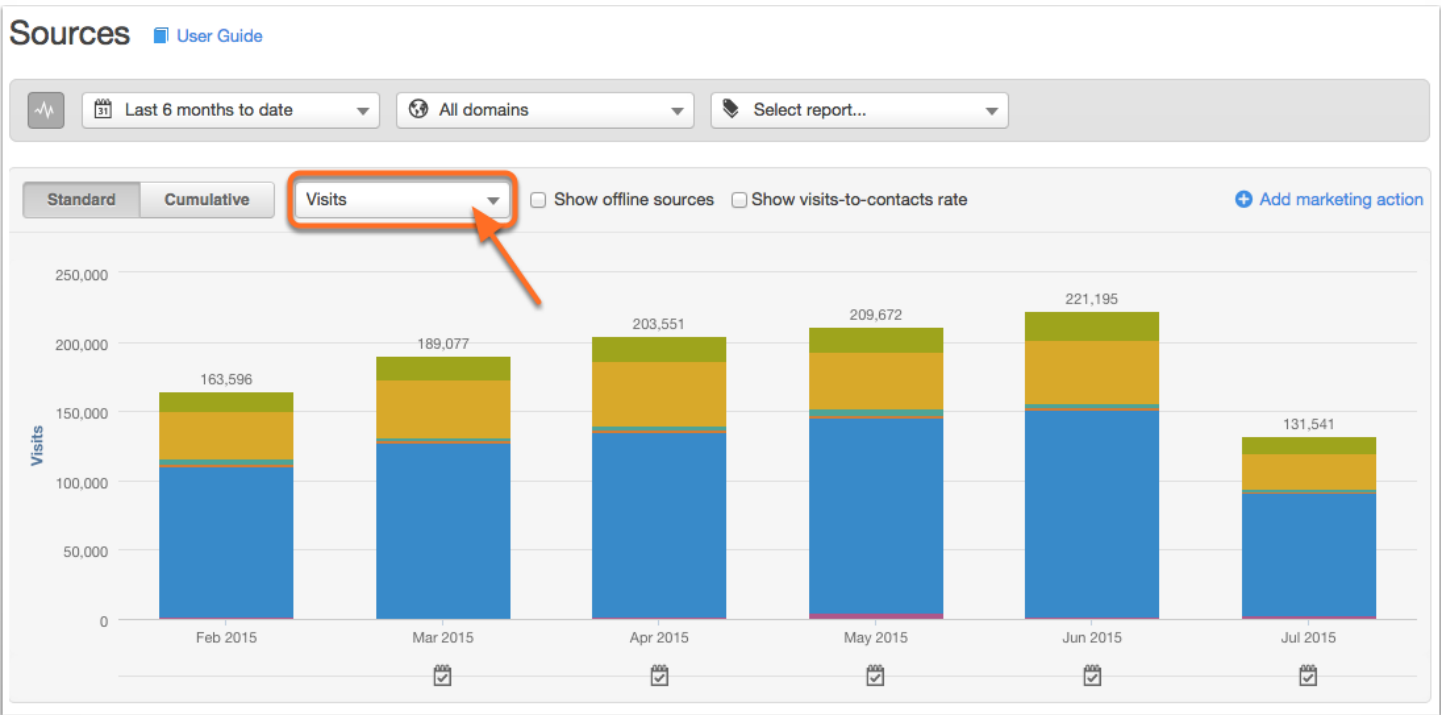 Sources User Guide
31 Last 6 months to date All domains Select report...
Standard Cumulative Visits Show offline sources Show visits-to-contacts rate Add marketing action
250,000
221,195
209,672
203,551
200,000
189,077
163,596
150,000
131,541
Visits
100,000
50,000
0
Feb 2015 Mar 2015 Apr 2015 May 2015 Jun 2015 Jul 2015